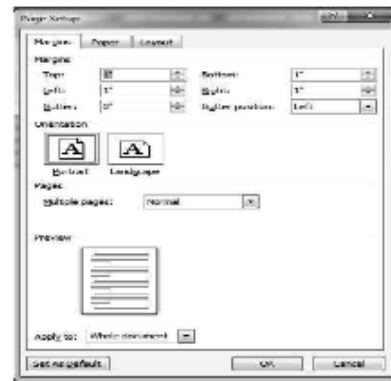 Page Setup
Margins Paper Layout
Margins
Top: 1" Bottom: 1"
Left: 1" Right: 1"
Gutter: 0" Gutter position: Left
Orientation
A A
Portrait Landscape
Pages
Multiple pages: Normal
Preview
Apply to: Whole document
Set As Default OK Cancel